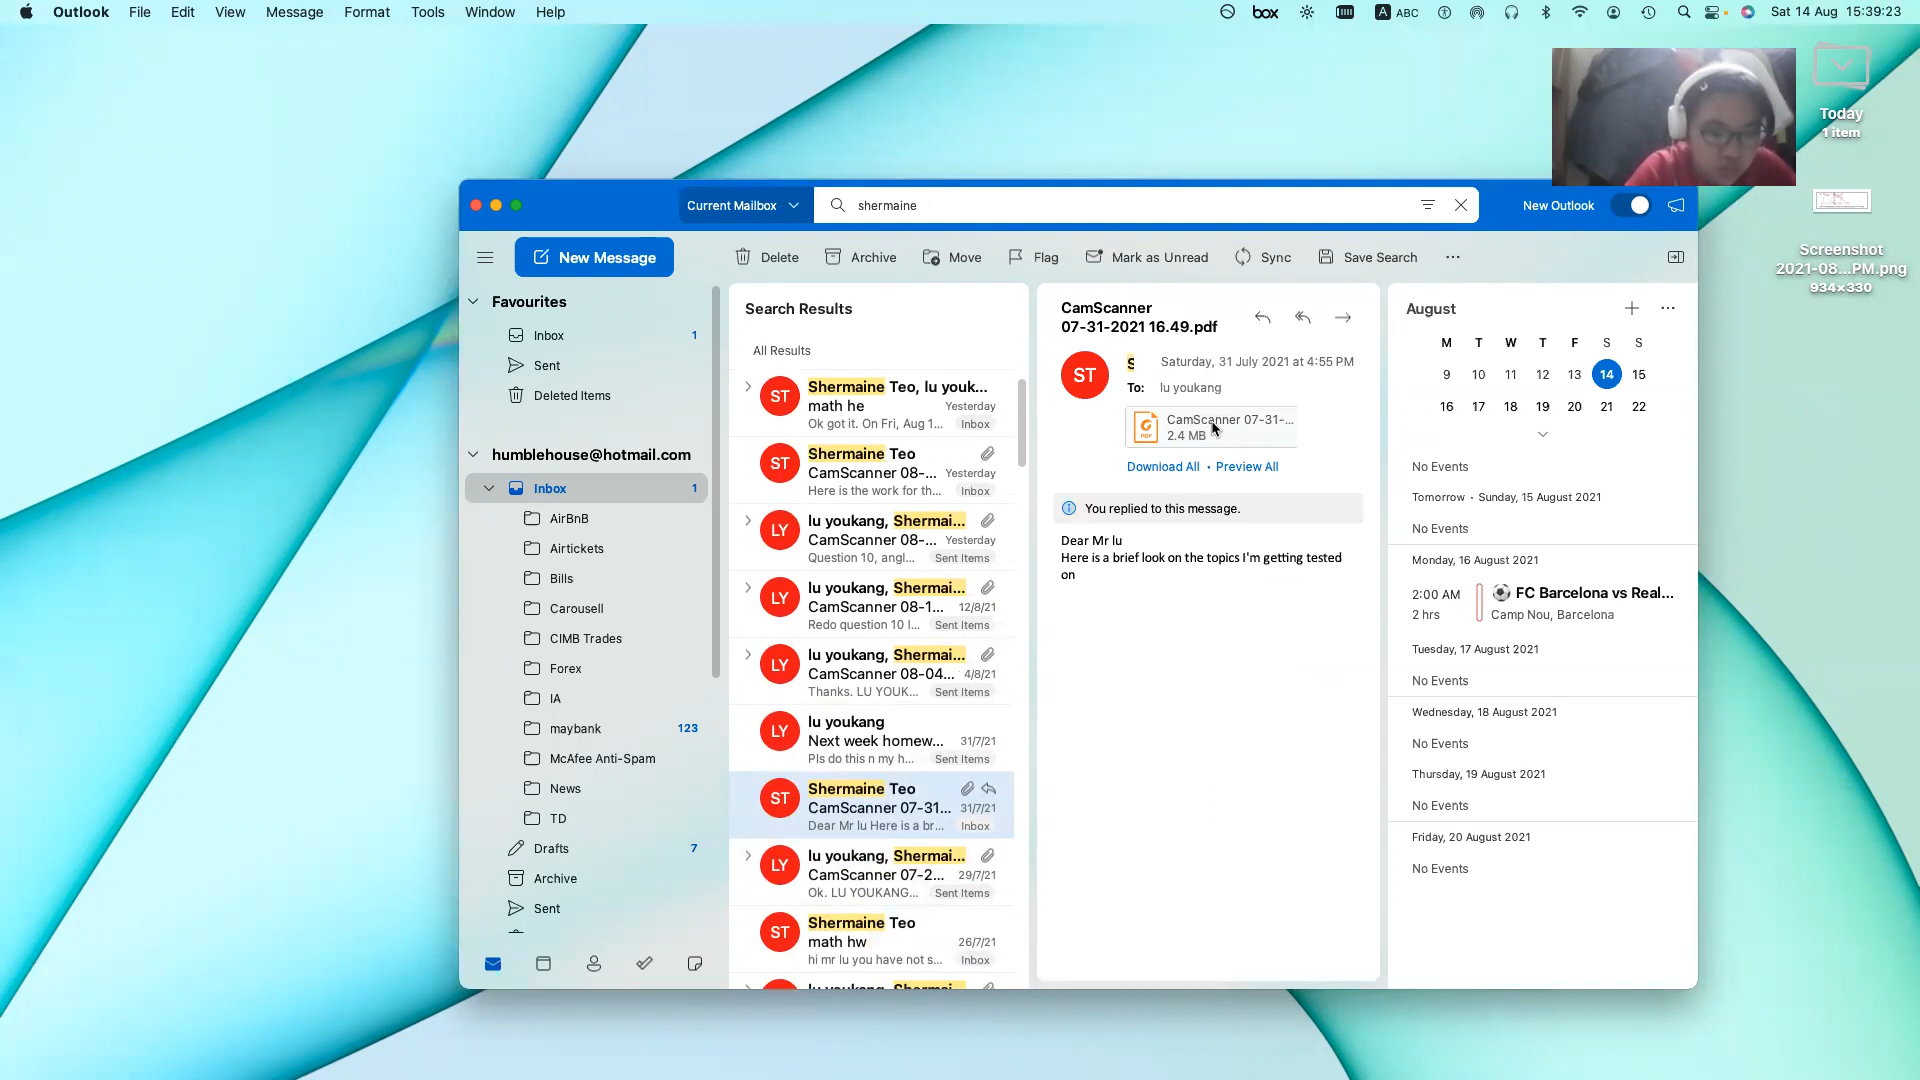 Outlook File Edit View Message Format Tools Window Help
box A ABC Sat 14 Aug 15:39:23
Today
1 item
Screenshot
2021-08...PM.png
934×330
Current Mailbox shermaine New Outlook
New Message Delete Archive Move Flag Mark as Unread Sync Save Search ...
Favourites
Inbox 1
Sent
Deleted Items
humblehouse@hotmail.com
Inbox 1
AirBnB
Airtickets
Bills
Carousell
CIMB Trades
Forex
IA
maybank 123
McAfee Anti-Spam
News
TD
Drafts 7
Archive
Sent
Search Results
All Results
ST Shermaine Teo, lu youk...
math he Yesterday
Ok got it. On Fri, Aug 1... Inbox
ST Shermaine Teo
CamScanner 08-... Yesterday
Here is the work for th... Inbox
LY lu youkang, Shermai...
CamScanner 08-... Yesterday
Question 10, angl... Sent Items
LY lu youkang, Shermai...
CamScanner 08-1... 12/8/21
Redo question 10 I... Sent Items
LY lu youkang, Shermai...
CamScanner 08-04... 4/8/21
Thanks. LU YOUK... Sent Items
LY lu youkang
Next week homew... 31/7/21
Pls do this n my h... Sent Items
ST Shermaine Teo
CamScanner 07-31... 31/7/21
Dear Mr lu Here is a br... Inbox
LY lu youkang, Shermai...
CamScanner 07-2... 29/7/21
Ok. LU YOUKANG... Sent Items
ST Shermaine Teo
math hw 26/7/21
hi mr lu you have not s... Inbox
lu youkang, Shermai...
CamScanner
07-31-2021 16.49.pdf
ST S Saturday, 31 July 2021 at 4:55 PM
To: lu youkang
PDF CamScanner 07-31-...
2.4 MB
Download All • Preview All
You replied to this message.
Dear Mr lu
Here is a brief look on the topics I'm getting tested
on
August
M T W T F S S
9 10 11 12 13 14 15
16 17 18 19 20 21 22
No Events
Tomorrow • Sunday, 15 August 2021
No Events
Monday, 16 August 2021
2:00 AM FC Barcelona vs Real...
2 hrs Camp Nou, Barcelona
Tuesday, 17 August 2021
No Events
Wednesday, 18 August 2021
No Events
Thursday, 19 August 2021
No Events
Friday, 20 August 2021
No Events